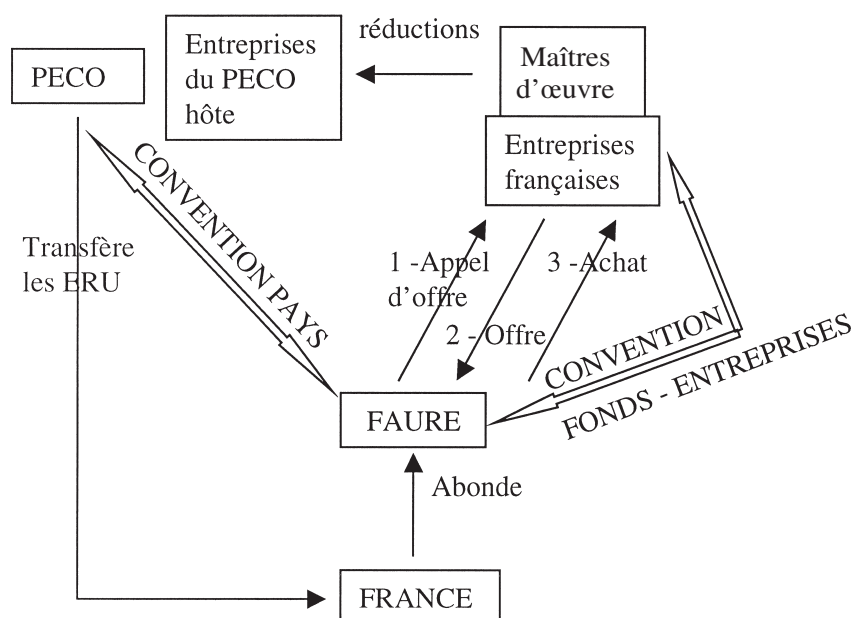 PECO
Entreprises
du PECO
hôte
réductions
Maîtres
d’œuvre
Entreprises
françaises
CONVENTION PAYS
Transfère
les ERU
1 -Appel
d’offre
2 - Offre
3 -Achat
CONVENTION
FONDS - ENTREPRISES
FAURE
Abonde
FRANCE